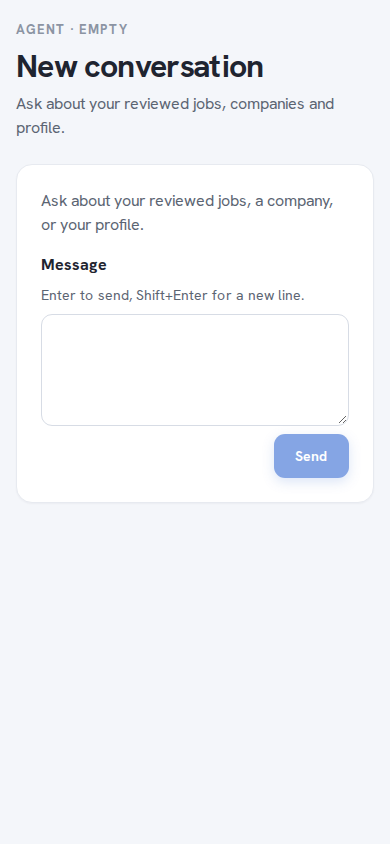 AGENT · EMPTY
New conversation
Ask about your reviewed jobs, companies and
profile.
Ask about your reviewed jobs, a company,
or your profile.
Message
Enter to send, Shift+Enter for a new line.
Send